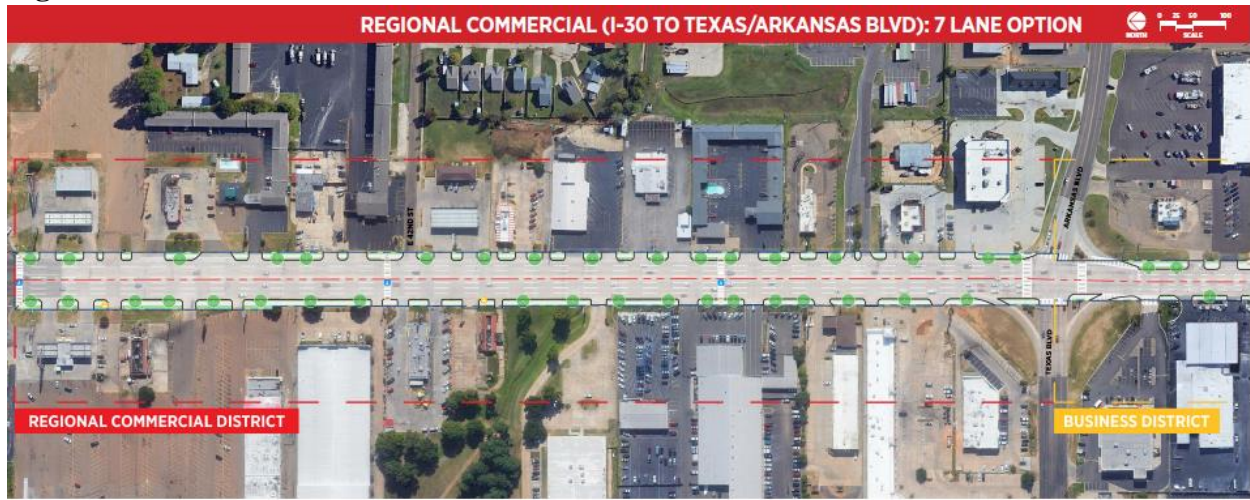 REGIONAL COMMERCIAL (I-30 TO TEXAS/ARKANSAS BLVD): 7 LANE OPTION
NORTH
0 25 50 100
SCALE
E 42ND ST
ARKANSAS BLVD
TEXAS BLVD
REGIONAL COMMERCIAL DISTRICT
BUSINESS DISTRICT